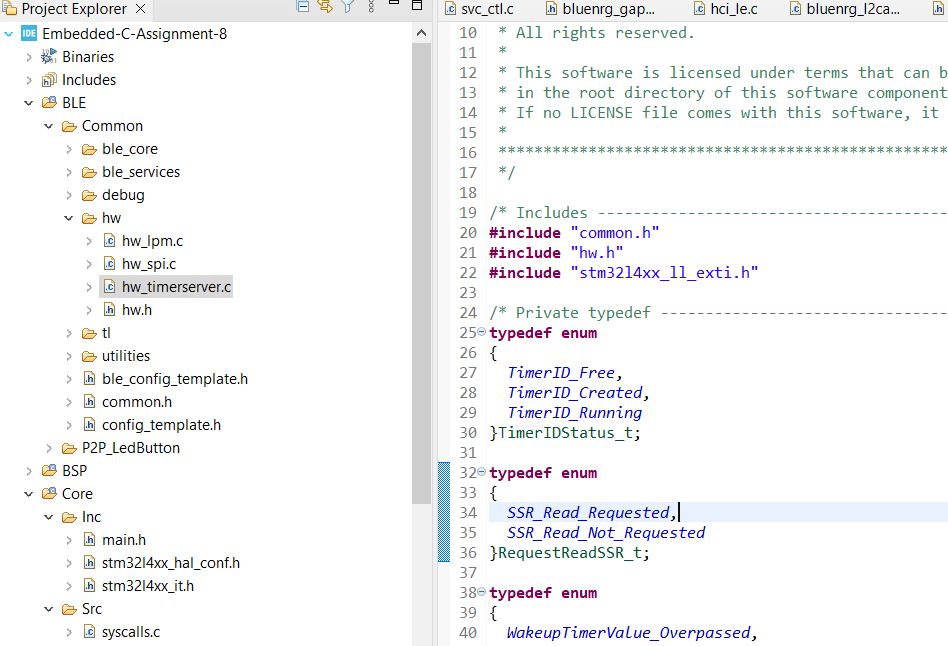 Project Explorer
Embedded-C-Assignment-8
Binaries
Includes
BLE
Common
ble_core
ble_services
debug
hw
hw_lpm.c
hw_spi.c
hw_timerserver.c
hw.h
tl
utilities
ble_config_template.h
common.h
config_template.h
P2P_LedButton
BSP
Core
Inc
main.h
stm32l4xx_hal_conf.h
stm32l4xx_it.h
Src
syscalls.c
svc_ctl.c
bluenrg_gap...
hci_le.c
bluenrg_l2ca...
10 * All rights reserved.
11 *
12 * This software is licensed under terms that can b
13 * in the root directory of this software component
14 * If no LICENSE file comes with this software, it
15 *
16 **************************************************
17 */
18
19 /* Includes ---------------------------------------
20 #include "common.h"
21 #include "hw.h"
22 #include "stm32l4xx_ll_exti.h"
23
24 /* Private typedef --------------------------------
25 typedef enum
26 {
27 TimerID_Free,
28 TimerID_Created,
29 TimerID_Running
30 }TimerIDStatus_t;
31
32 typedef enum
33 {
34 SSR_Read_Requested,
35 SSR_Read_Not_Requested
36 }RequestReadSSR_t;
37
38 typedef enum
39 {
40 WakeupTimerValue_Overpassed,